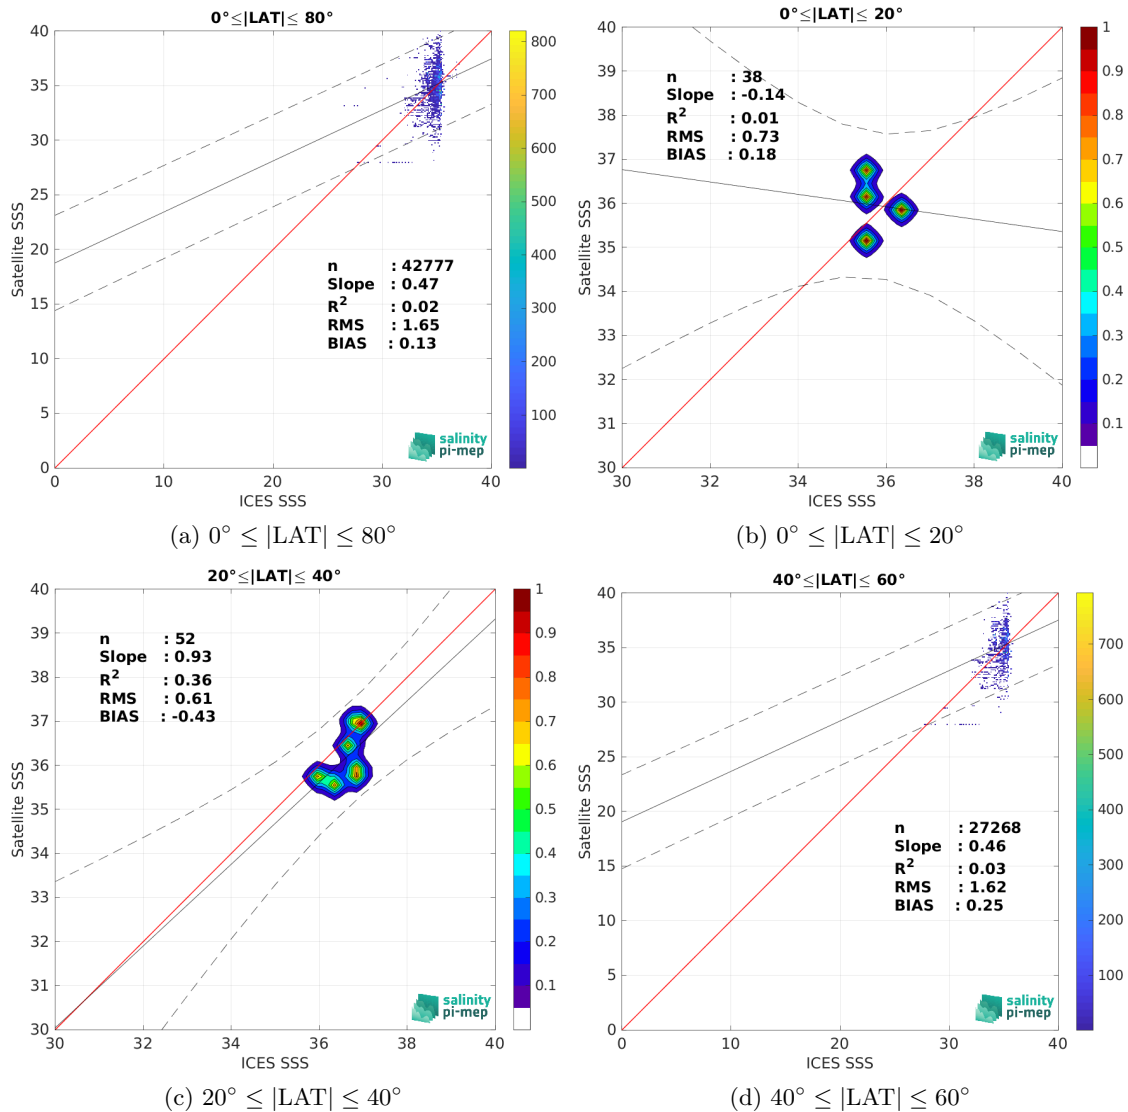 0°≤|LAT|≤ 80°
40
35
30
25
20
15
10
5
0
Satellite SSS
n : 42777
Slope : 0.47
R2 : 0.02
RMS : 1.65
BIAS : 0.13
salinity
pi-mep
0 10 20 30 40
ICES SSS
800
700
600
500
400
300
200
100
(a) 0° ≤ |LAT| ≤ 80°
0°≤|LAT|≤ 20°
40
39
38
37
36
35
34
33
32
31
30
Satellite SSS
n : 38
Slope : -0.14
R2 : 0.01
RMS : 0.73
BIAS : 0.18
salinity
pi-mep
30 32 34 36 38 40
ICES SSS
1
0.9
0.8
0.7
0.6
0.5
0.4
0.3
0.2
0.1
(b) 0° ≤ |LAT| ≤ 20°
20°≤|LAT|≤ 40°
40
39
38
37
36
35
34
33
32
31
30
Satellite SSS
n : 52
Slope : 0.93
R2 : 0.36
RMS : 0.61
BIAS : -0.43
salinity
pi-mep
30 32 34 36 38 40
ICES SSS
1
0.9
0.8
0.7
0.6
0.5
0.4
0.3
0.2
0.1
(c) 20° ≤ |LAT| ≤ 40°
40°≤|LAT|≤ 60°
40
35
30
25
20
15
10
5
0
Satellite SSS
n : 27268
Slope : 0.46
R2 : 0.03
RMS : 1.62
BIAS : 0.25
salinity
pi-mep
0 10 20 30 40
ICES SSS
700
600
500
400
300
200
100
(d) 40° ≤ |LAT| ≤ 60°